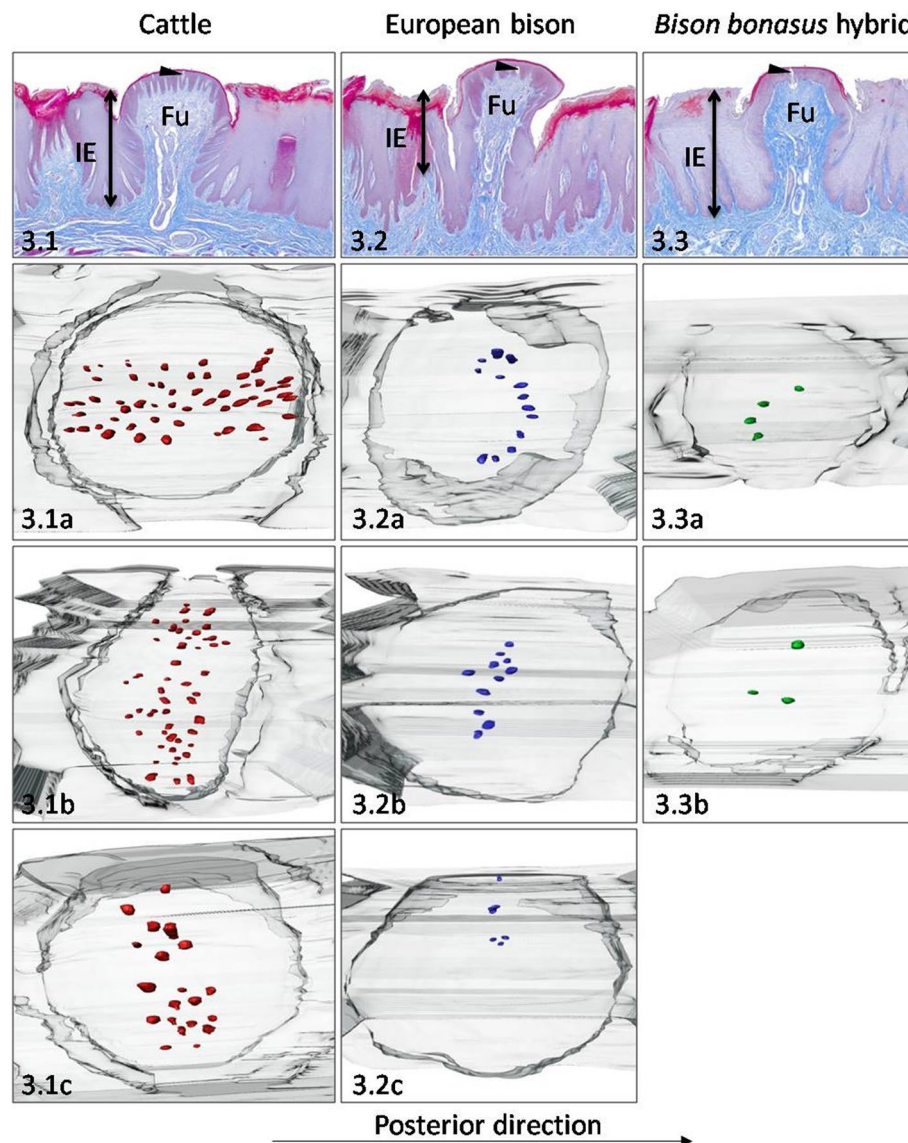 Cattle European bison Bison bonasus hybrid
Fu Fu Fu
IE IE IE
3.1 3.2 3.3
3.1a 3.2a 3.3a
3.1b 3.2b 3.3b
3.1c 3.2c
Posterior direction